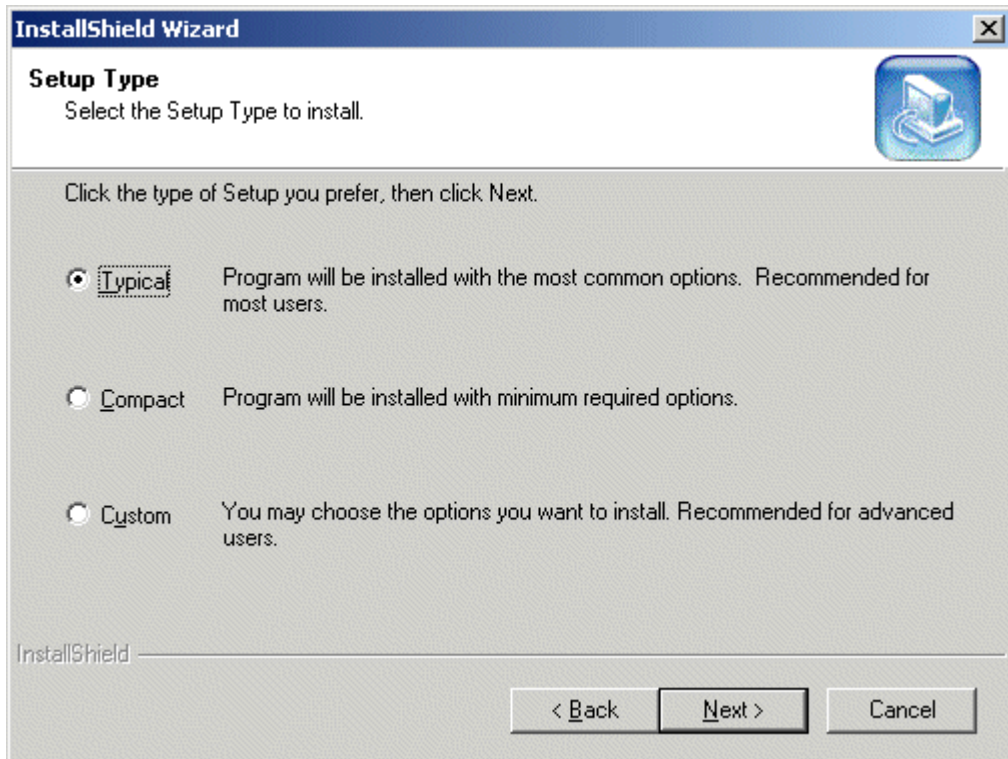 InstallShield Wizard
Setup Type
Select the Setup Type to install.
Click the type of Setup you prefer, then click Next.
Typical Program will be installed with the most common options.  Recommended for
most users.
Compact Program will be installed with minimum required options.
Custom You may choose the options you want to install. Recommended for advanced
users.
InstallShield
< Back Next > Cancel